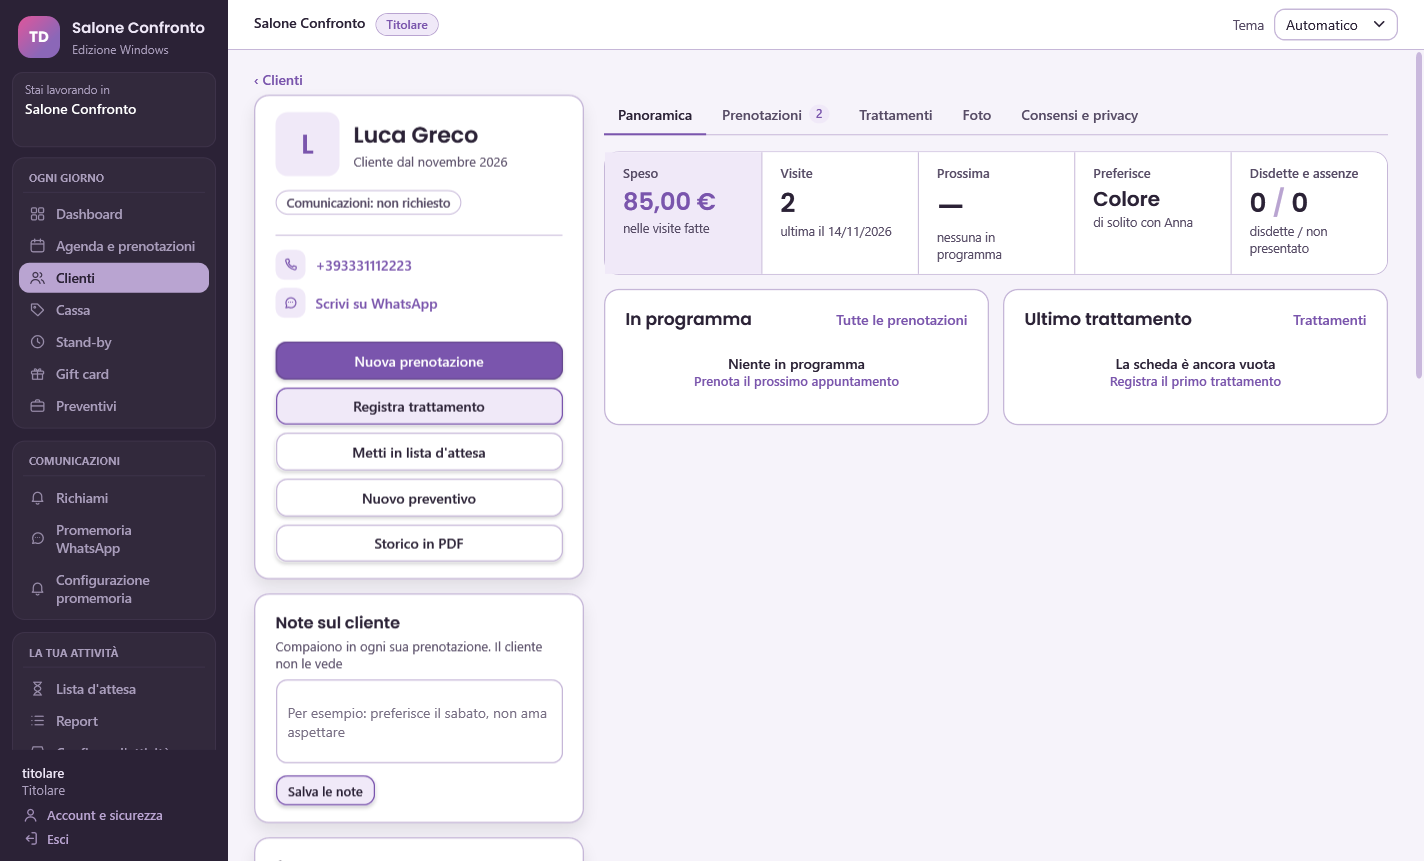 TD
Salone Confronto
Edizione Windows
Stai lavorando in
Salone Confronto
OGNI GIORNO
Dashboard
Agenda e prenotazioni
Clienti
Cassa
Stand-by
Gift card
Preventivi
COMUNICAZIONI
Richiami
Promemoria
WhatsApp
Configurazione
promemoria
LA TUA ATTIVITÀ
Lista d'attesa
Report
titolare
Titolare
Account e sicurezza
Esci
Salone Confronto
Titolare
Tema
Automatico
‹ Clienti
L
Luca Greco
Cliente dal novembre 2026
Comunicazioni: non richiesto
+393331112223
Scrivi su WhatsApp
Nuova prenotazione
Registra trattamento
Metti in lista d'attesa
Nuovo preventivo
Storico in PDF
Note sul cliente
Compaiono in ogni sua prenotazione. Il cliente
non le vede
Per esempio: preferisce il sabato, non ama
aspettare
Salva le note
Panoramica
Prenotazioni 2
Trattamenti
Foto
Consensi e privacy
Speso
85,00 €
nelle visite fatte
Visite
2
ultima il 14/11/2026
Prossima
—
nessuna in
programma
Preferisce
Colore
di solito con Anna
Disdette e assenze
0 / 0
disdette / non
presentato
In programma
Tutte le prenotazioni
Niente in programma
Prenota il prossimo appuntamento
Ultimo trattamento
Trattamenti
La scheda è ancora vuota
Registra il primo trattamento